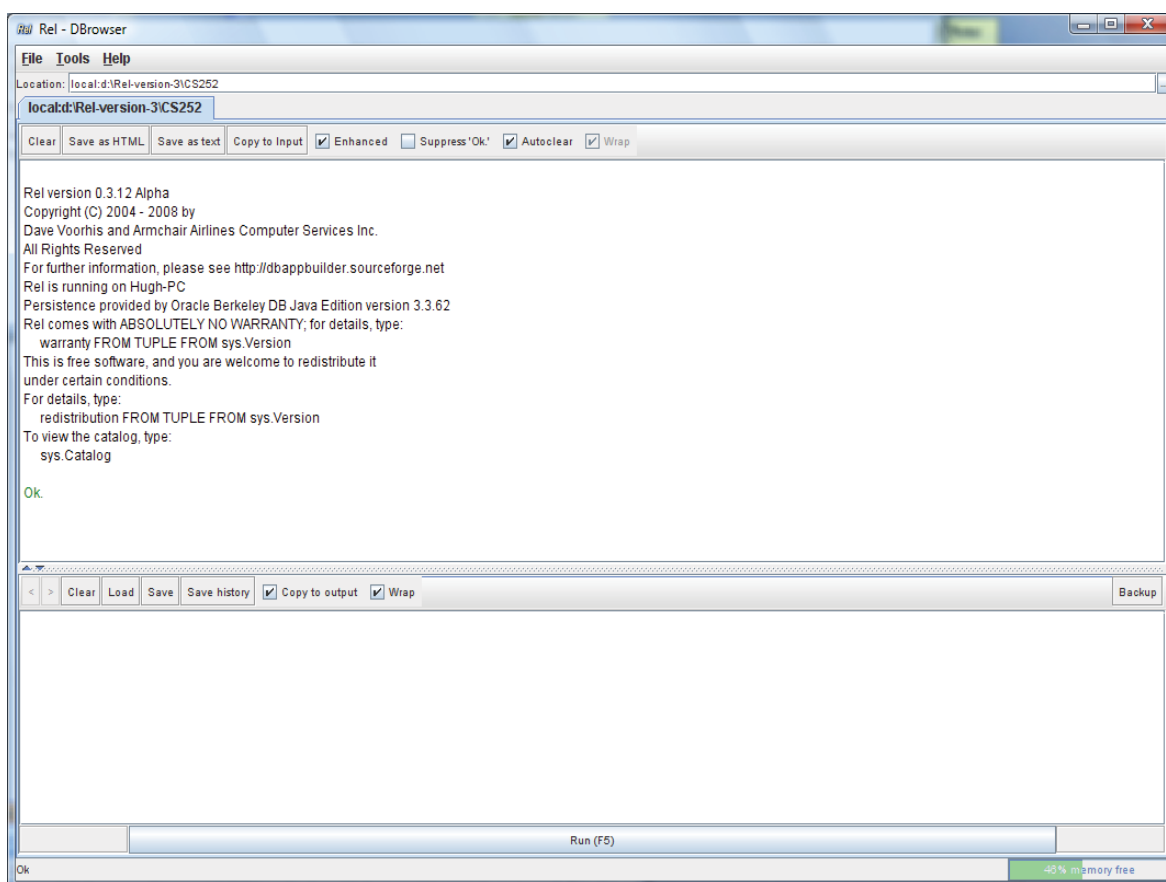 Rel Rel - DBrowser
File Tools Help
Location: local:d:\Rel-version-3\CS252
local:d:\Rel-version-3\CS252
Clear Save as HTML Save as text Copy to Input Enhanced Suppress 'Ok.' Autoclear Wrap
Rel version 0.3.12 Alpha
Copyright (C) 2004 - 2008 by
Dave Voorhis and Armchair Airlines Computer Services Inc.
All Rights Reserved
For further information, please see http://dbappbuilder.sourceforge.net
Rel is running on Hugh-PC
Persistence provided by Oracle Berkeley DB Java Edition version 3.3.62
Rel comes with ABSOLUTELY NO WARRANTY; for details, type:
warranty FROM TUPLE FROM sys.Version
This is free software, and you are welcome to redistribute it
under certain conditions.
For details, type:
redistribution FROM TUPLE FROM sys.Version
To view the catalog, type:
sys.Catalog
Ok.
< > Clear Load Save Save history Copy to output Wrap Backup
Run (F5)
Ok 46% memory free